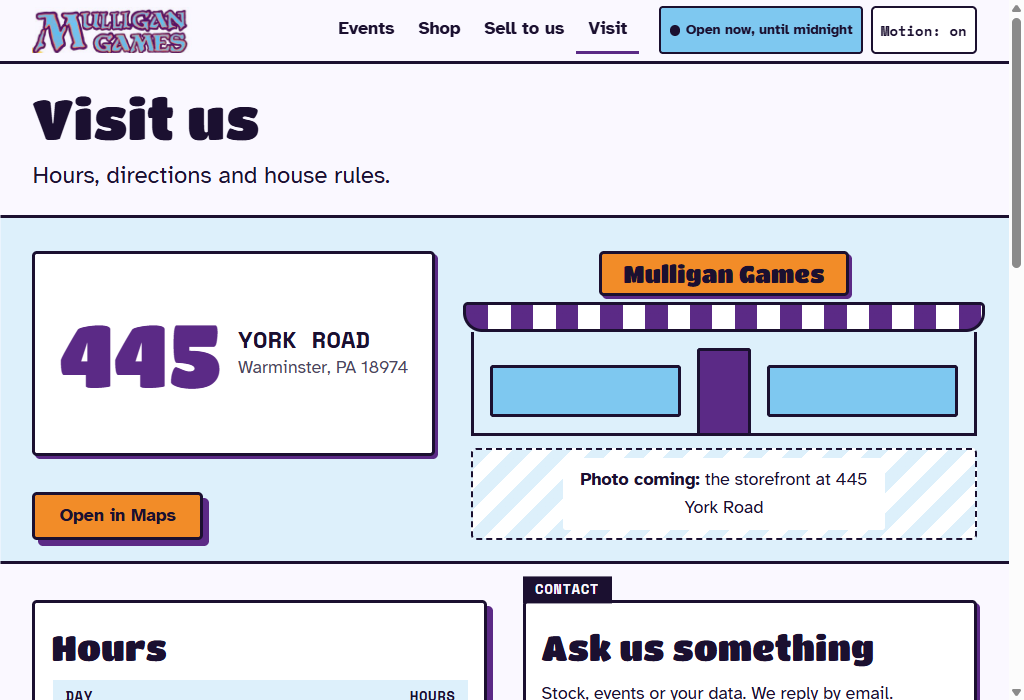 MULLIGAN
GAMES
Events
Shop
Sell to us
Visit
Open now, until midnight
Motion: on
Visit us
Hours, directions and house rules.
445
YORK ROAD
Warminster, PA 18974
Open in Maps
Mulligan Games
Photo coming: the storefront at 445
York Road
Hours
DAY
HOURS
CONTACT
Ask us something
Stock, events or your data. We reply by email.